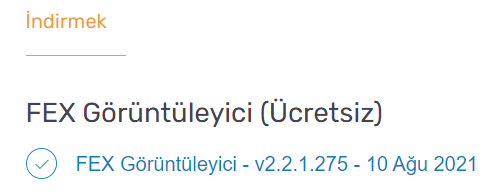 İndirmek
FEX Görüntüleyici (Ücretsiz)
FEX Görüntüleyici - v2.2.1.275 - 10 Ağu 2021